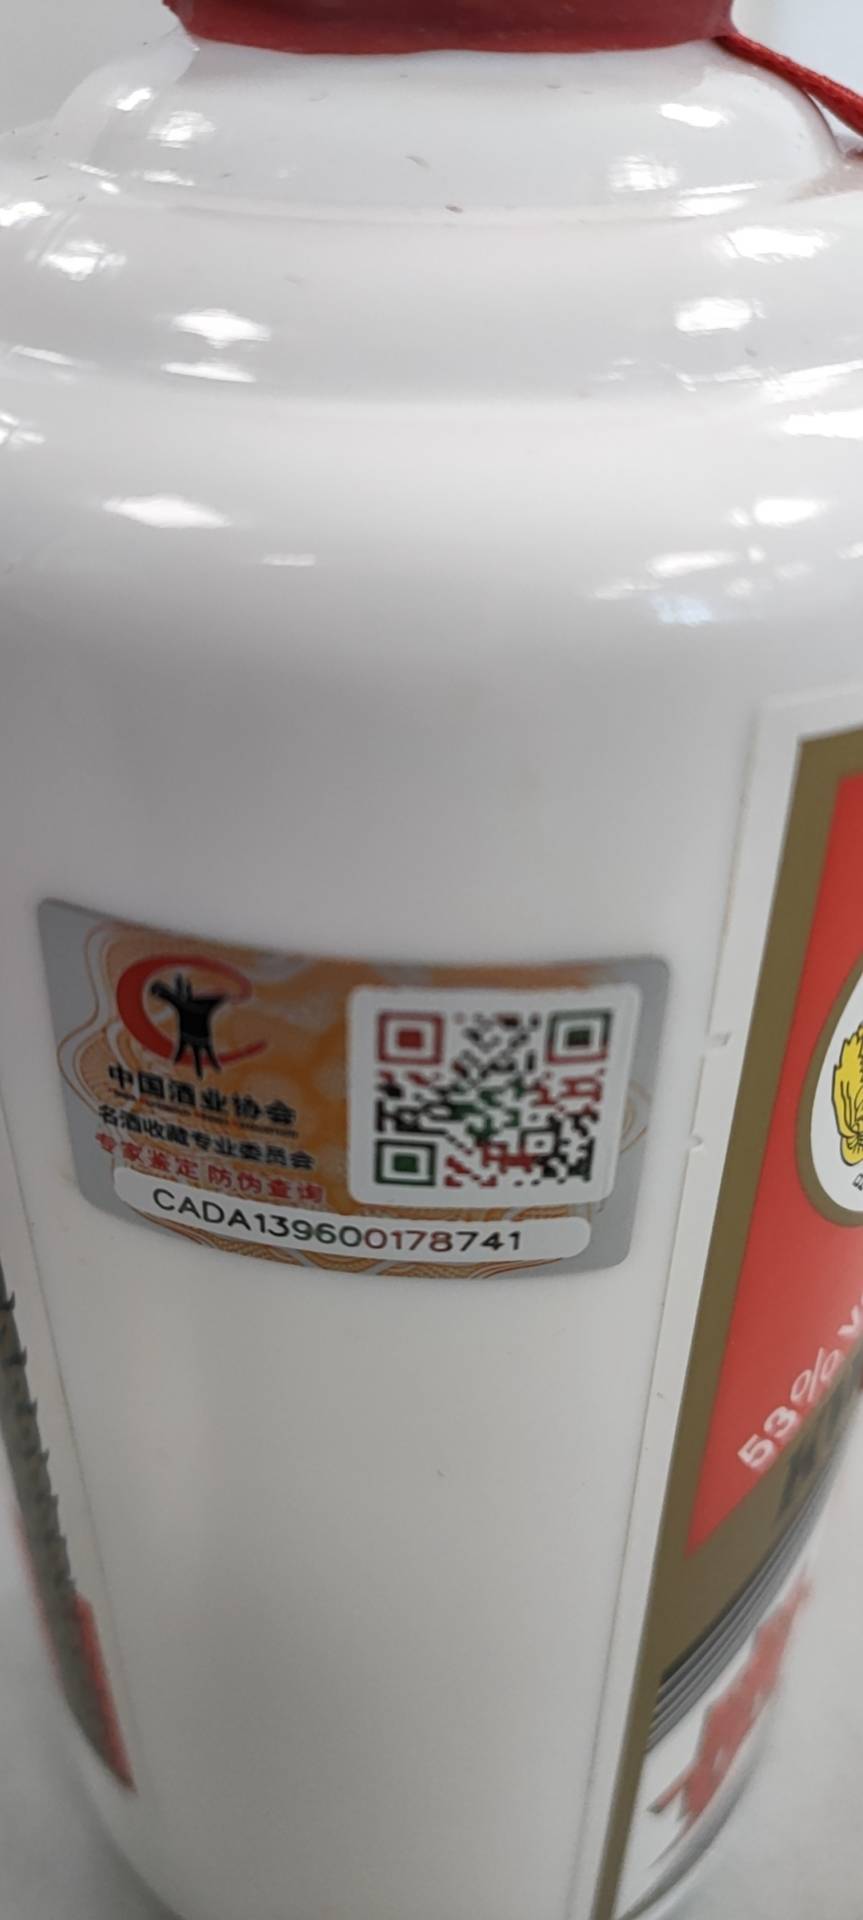 中国酒业协会
名酒收藏专业委员会
专家鉴定 防伪查询
CADA139600178741
53%